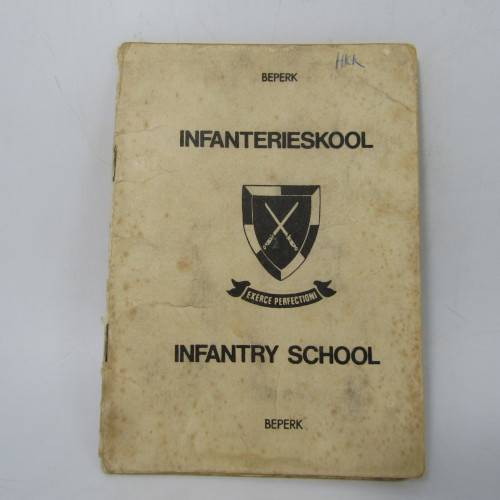 BEPERK
INFANTERIESKOOL
EXERCE PERFECTIONI
INFANTRY SCHOOL
BEPERK